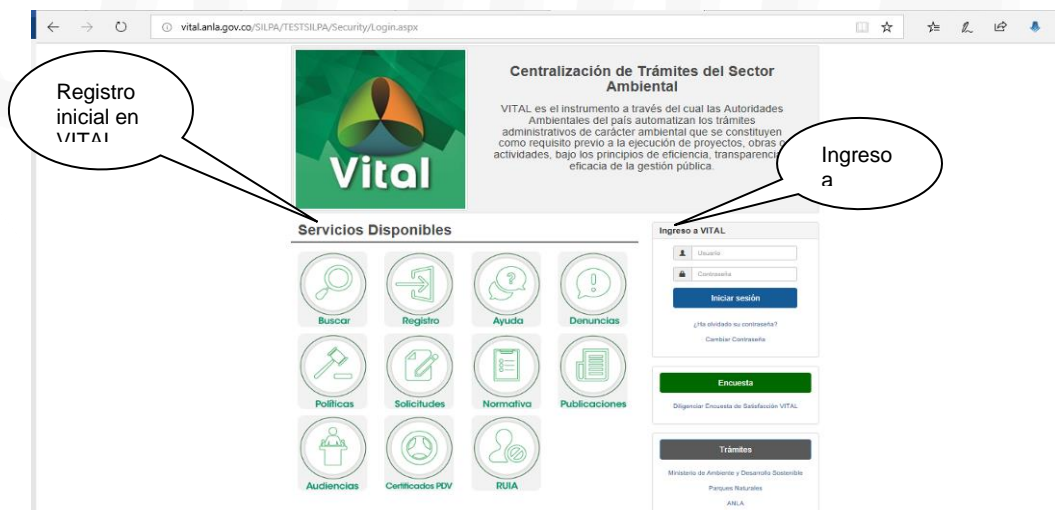 vital.anla.gov.co/SILPA/TESTSILPA/Security/Login.aspx
Registro
inicial en
VITAL
Vital
Centralización de Trámites del Sector
Ambiental
VITAL es el instrumento a través del cual las Autoridades
Ambientales del país automatizan los trámites
administrativos de carácter ambiental que se constituyen
como requisito previo a la ejecución de proyectos, obras
actividades, bajo los principios de eficiencia, transparenci
eficacia de la gestión pública.
Ingreso
a
Servicios Disponibles
Buscar
Registro
Ayuda
Denuncias
Políticas
Solicitudes
Normativa
Publicaciones
Audiencias
Certificados PDV
RUIA
Ingreso a VITAL
Usuario
Contraseña
Iniciar sesión
¿Ha olvidado su contraseña?
Cambiar Contraseña
Encuesta
Diligenciar Encuesta de Satisfacción VITAL
Trámites
Ministerio de Ambiente y Desarrollo Sostenible
Parques Naturales
ANLA